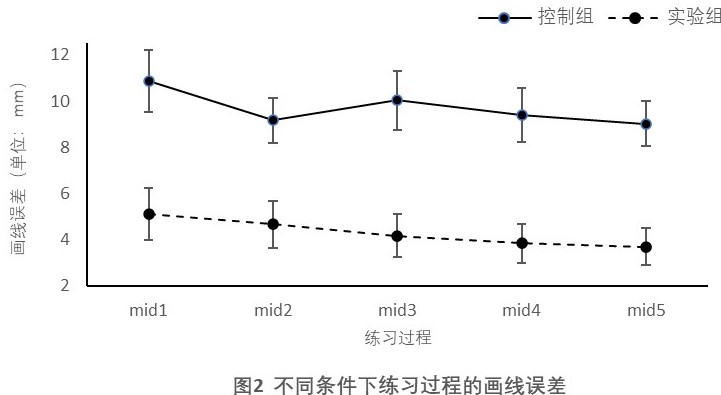 控制组 实验组
12
10
8
6
4
2
画线误差（单位：mm）
mid1 mid2 mid3 mid4 mid5
练习过程
图2 不同条件下练习过程的画线误差